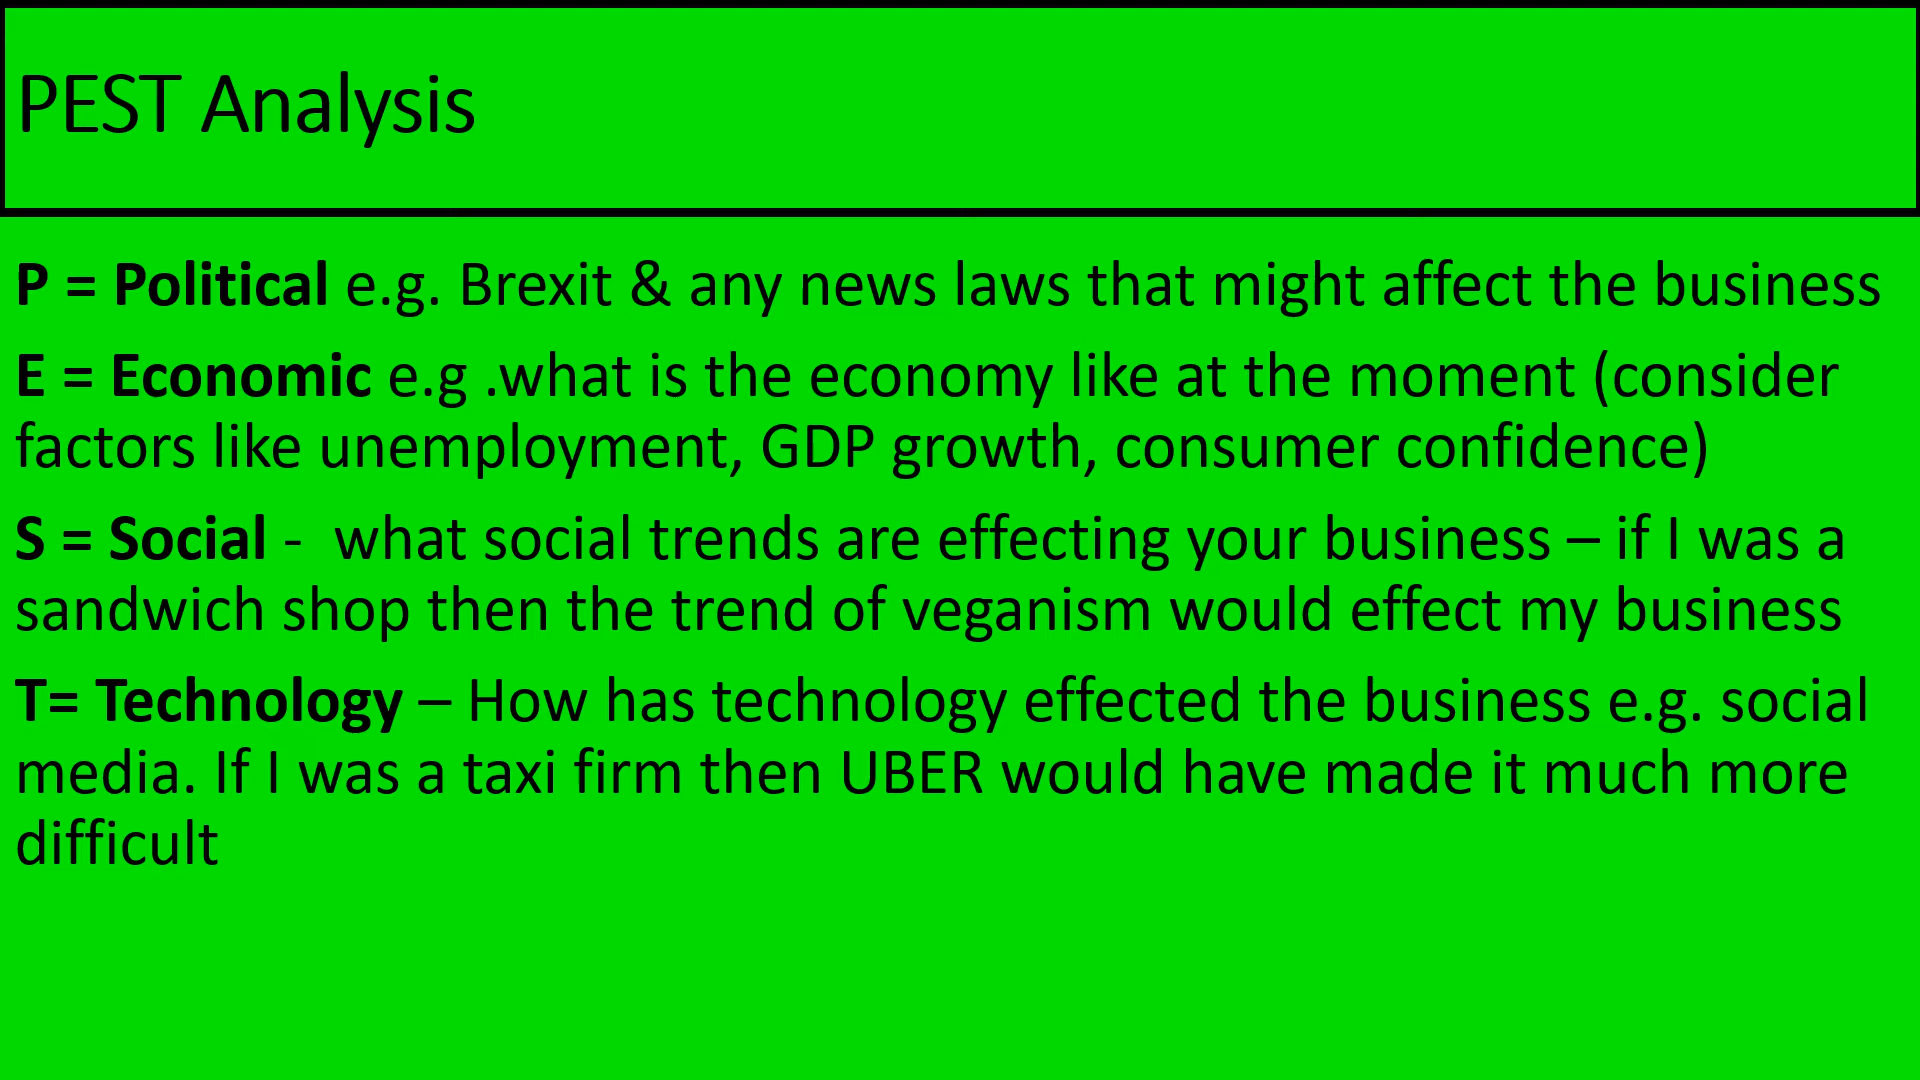 PEST Analysis
P = Political e.g. Brexit & any news laws that might affect the business
E = Economic e.g .what is the economy like at the moment (consider
factors like unemployment, GDP growth, consumer confidence)
S = Social -  what social trends are effecting your business – if I was a
sandwich shop then the trend of veganism would effect my business
T= Technology – How has technology effected the business e.g. social
media. If I was a taxi firm then UBER would have made it much more
difficult